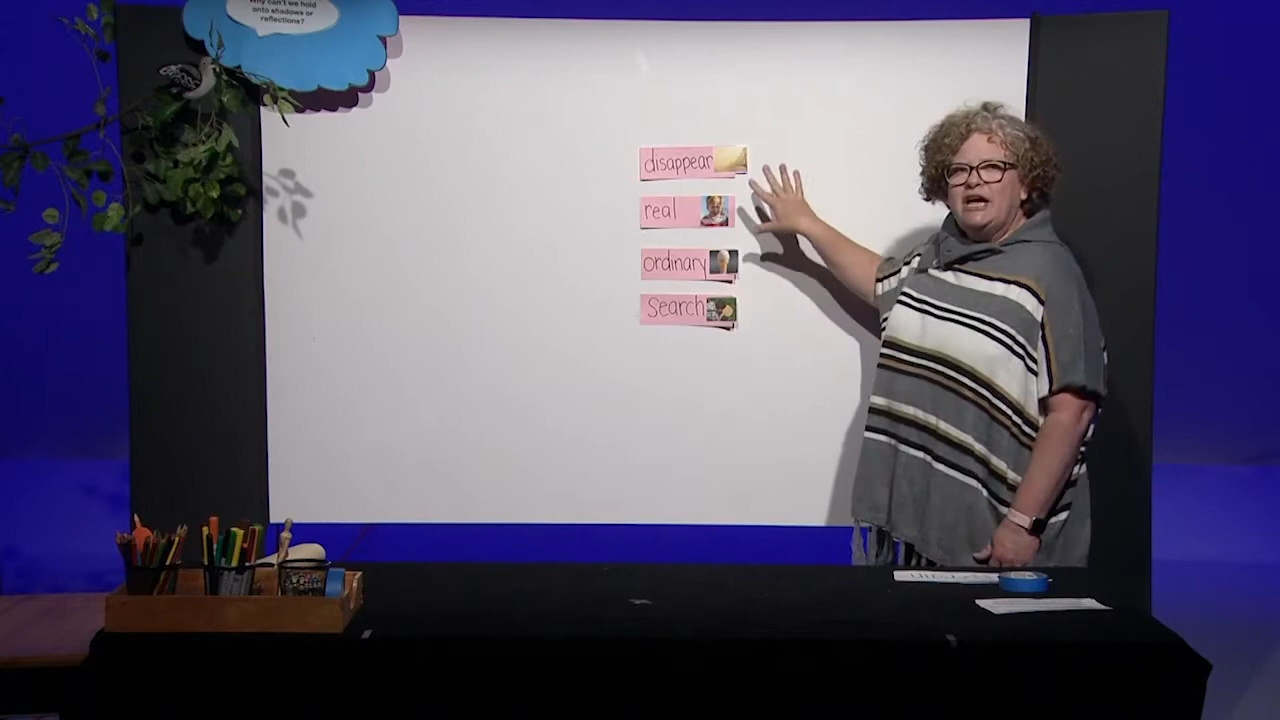 Why can't we hold
onto shadows or
reflections?
disappear
real
ordinary
Search